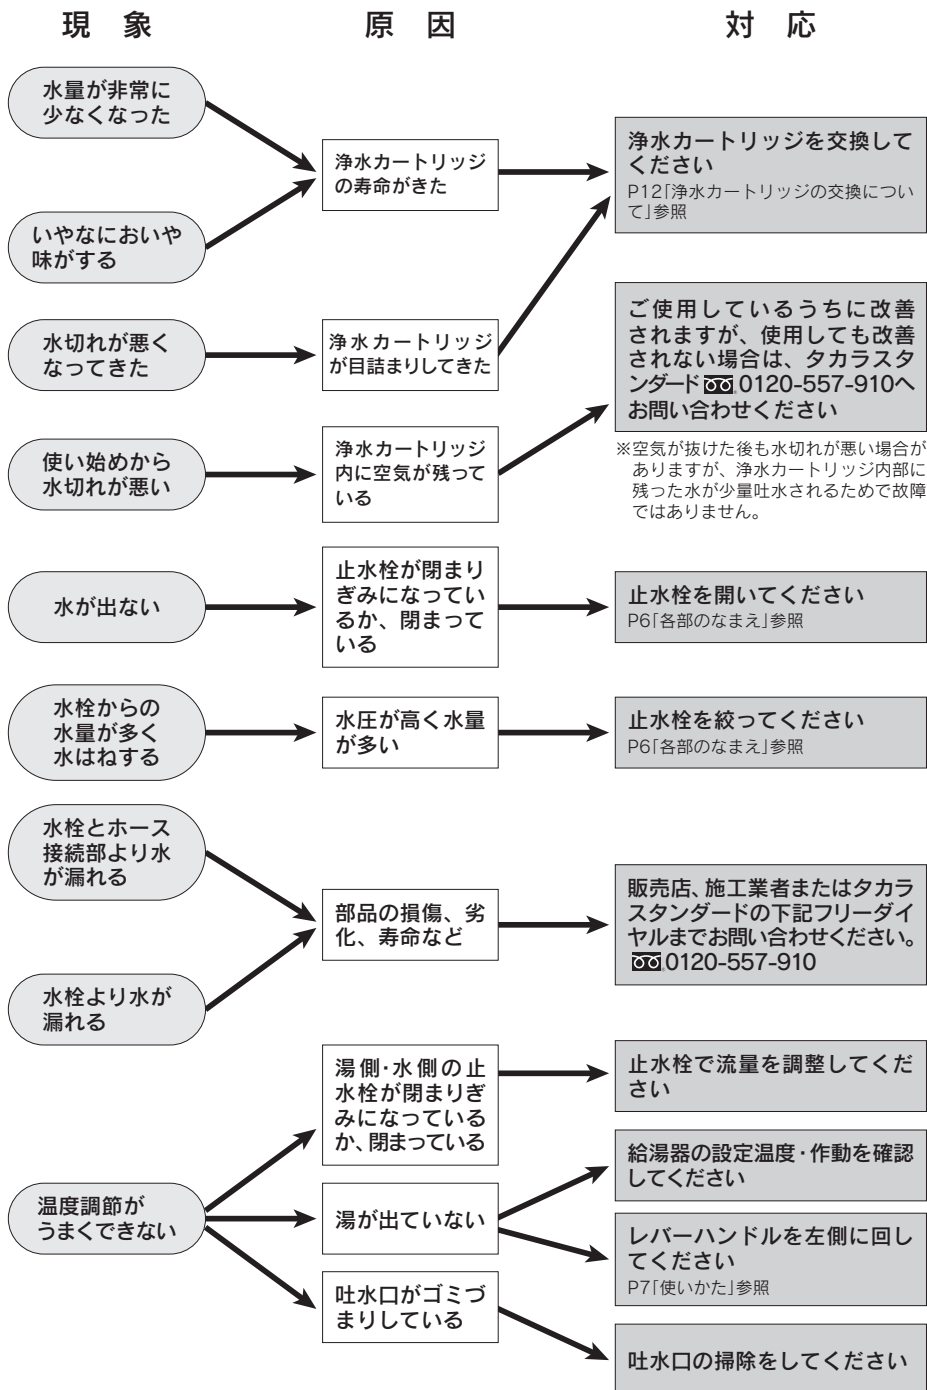 現 象
原 因
対 応
水量が非常に
少なくなった
いやなにおいや
味がする
浄水カートリッジ
の寿命がきた
浄水カートリッジを交換して
ください
P12「浄水カートリッジの交換につい
て」参照
水切れが悪く
なってきた
浄水カートリッジ
が目詰まりしてきた
使い始めから
水切れが悪い
浄水カートリッジ
内に空気が残って
いる
ご使用しているうちに改善
されますが、使用しても改善
されない場合は、タカラスタ
ンダード 0120-557-910へ
お問い合わせください
※空気が抜けた後も水切れが悪い場合が
ありますが、浄水カートリッジ内部に
残った水が少量吐水されるためで故障
ではありません。
水が出ない
止水栓が閉まり
ぎみになってい
るか、閉まって
いる
止水栓を開いてください
P6「各部のなまえ」参照
水栓からの
水量が多く
水はねする
水圧が高く水量
が多い
止水栓を絞ってください
P6「各部のなまえ」参照
水栓とホース
接続部より水
が漏れる
水栓より水が
漏れる
部品の損傷、劣
化、寿命など
販売店、施工業者またはタカラ
スタンダードの下記フリーダイ
ヤルまでお問い合わせください。
0120-557-910
温度調節が
うまくできない
湯側・水側の止
水栓が閉まりぎ
みになっている
か、閉まっている
止水栓で流量を調整してくだ
さい
湯が出ていない
給湯器の設定温度・作動を確認
してください
レバーハンドルを左側に回し
てください
P7「使いかた」参照
吐水口がゴミづ
まりしている
吐水口の掃除をしてください